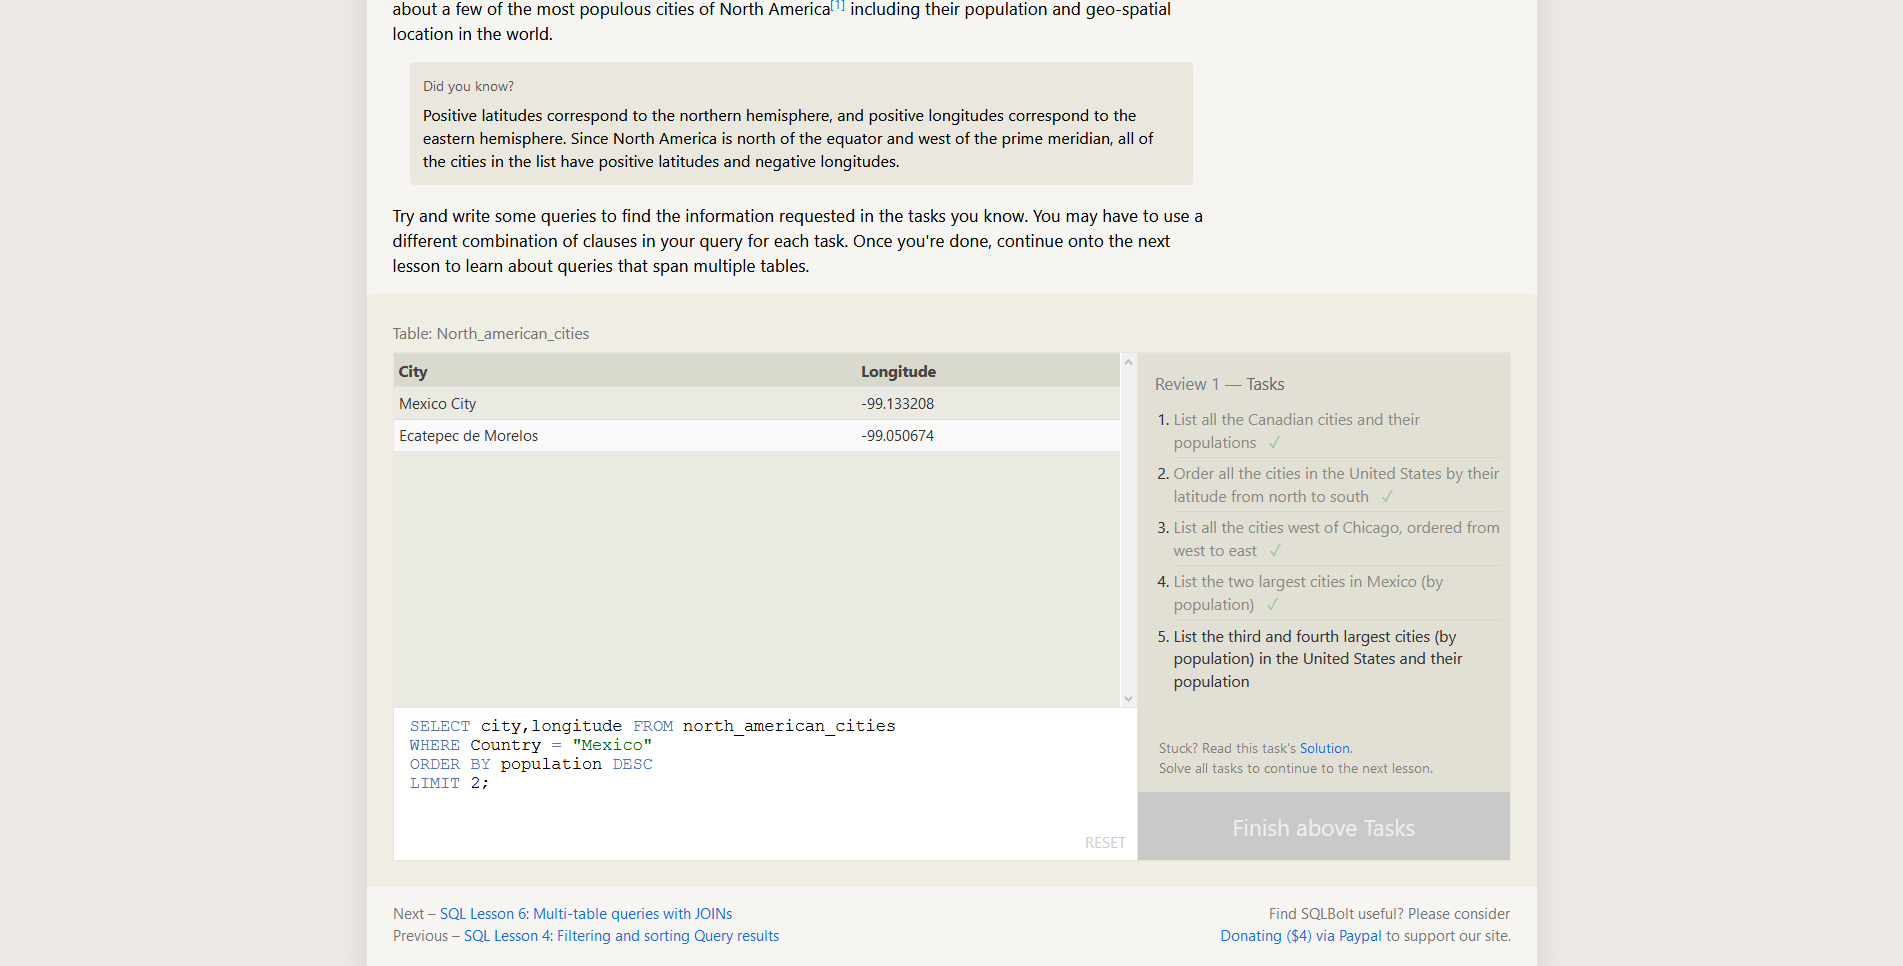 about a few of the most populous cities of North America[1] including their population and geo-spatial
location in the world.
Did you know?
Positive latitudes correspond to the northern hemisphere, and positive longitudes correspond to the
eastern hemisphere. Since North America is north of the equator and west of the prime meridian, all of
the cities in the list have positive latitudes and negative longitudes.
Try and write some queries to find the information requested in the tasks you know. You may have to use a
different combination of clauses in your query for each task. Once you're done, continue onto the next
lesson to learn about queries that span multiple tables.
Table: North_american_cities
City Longitude
Mexico City -99.133208
Ecatepec de Morelos -99.050674
SELECT city,longitude FROM north_american_cities
WHERE Country = "Mexico"
ORDER BY population DESC
LIMIT 2;
RESET
Review 1 — Tasks
1. List all the Canadian cities and their
populations ✓
2. Order all the cities in the United States by their
latitude from north to south ✓
3. List all the cities west of Chicago, ordered from
west to east ✓
4. List the two largest cities in Mexico (by
population) ✓
5. List the third and fourth largest cities (by
population) in the United States and their
population
Stuck? Read this task's Solution.
Solve all tasks to continue to the next lesson.
Finish above Tasks
Next – SQL Lesson 6: Multi-table queries with JOINs
Previous – SQL Lesson 4: Filtering and sorting Query results
Find SQLBolt useful? Please consider
Donating ($4) via Paypal to support our site.